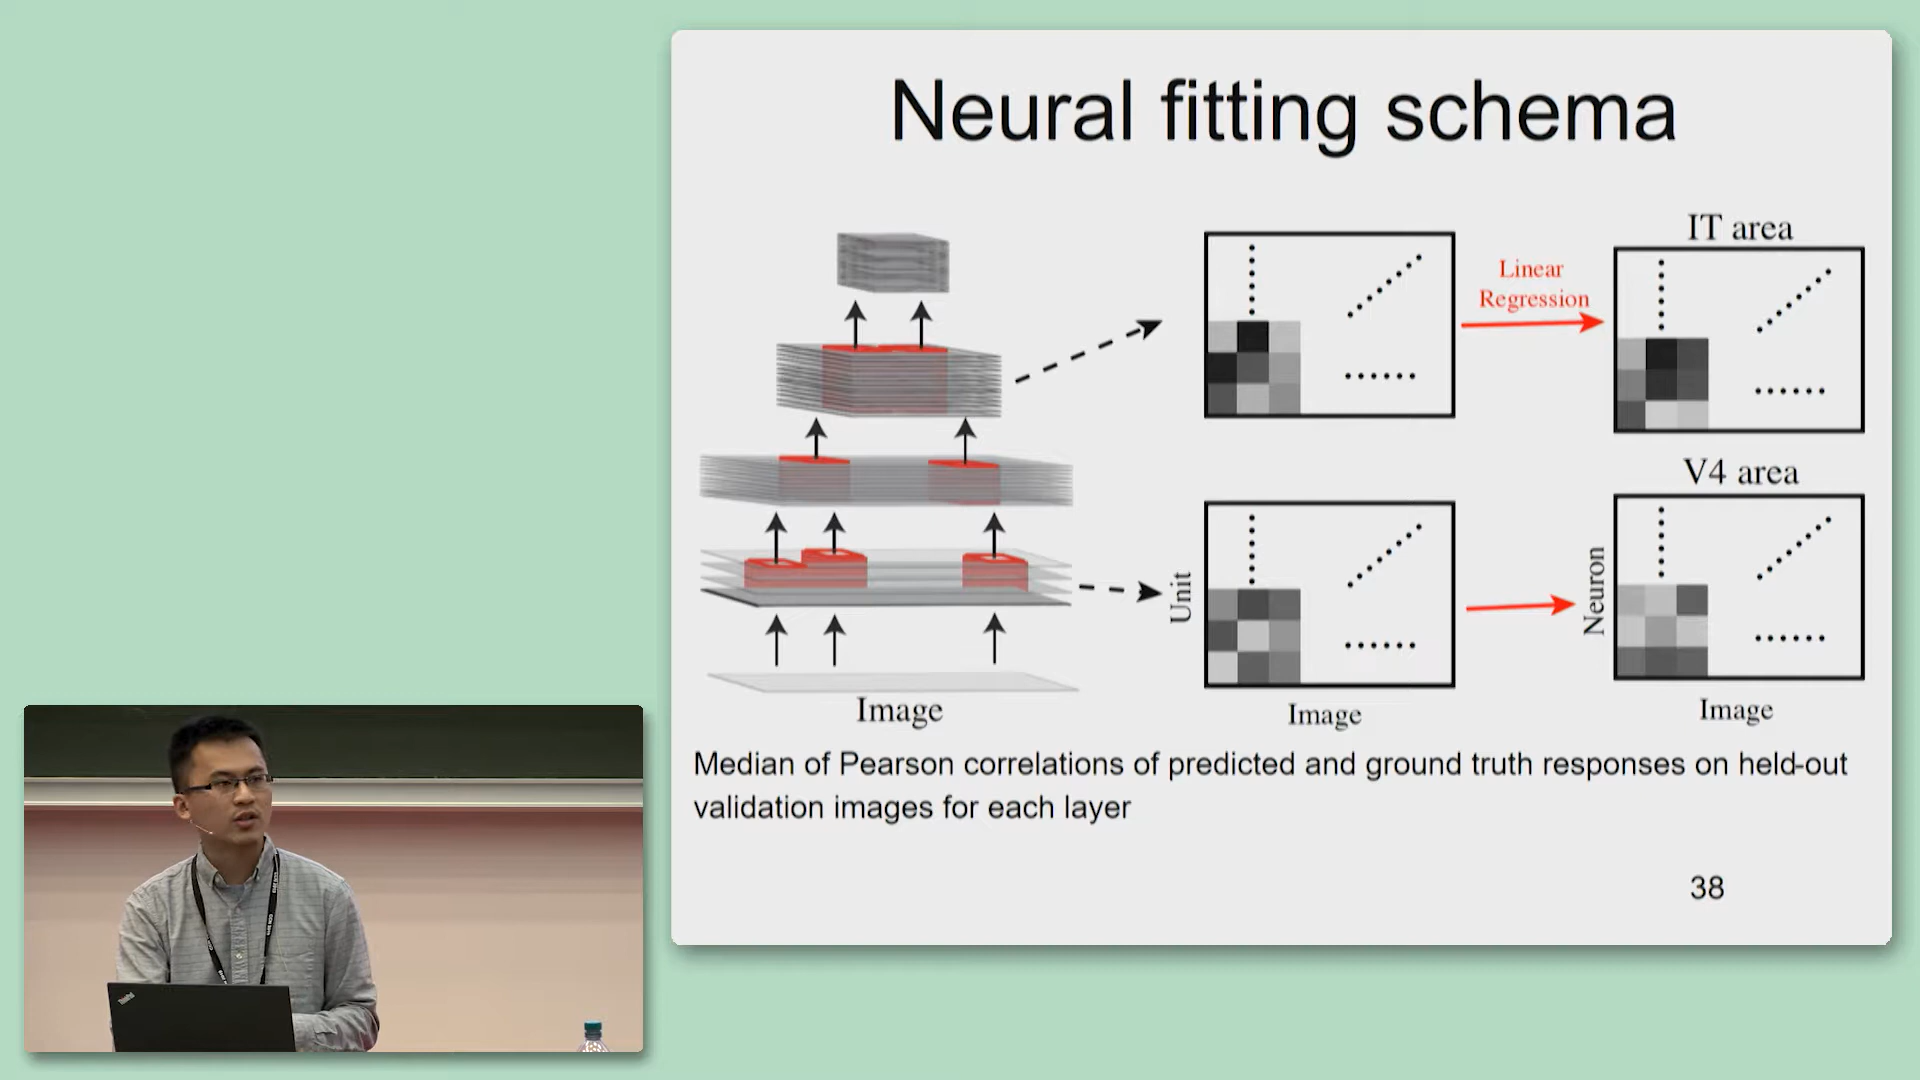 Neural fitting schema
IT area
Linear
Regression
V4 area
Unit
Neuron
Image
Image
Image
Median of Pearson correlations of predicted and ground truth responses on held-out
validation images for each layer
38
ThinkPad